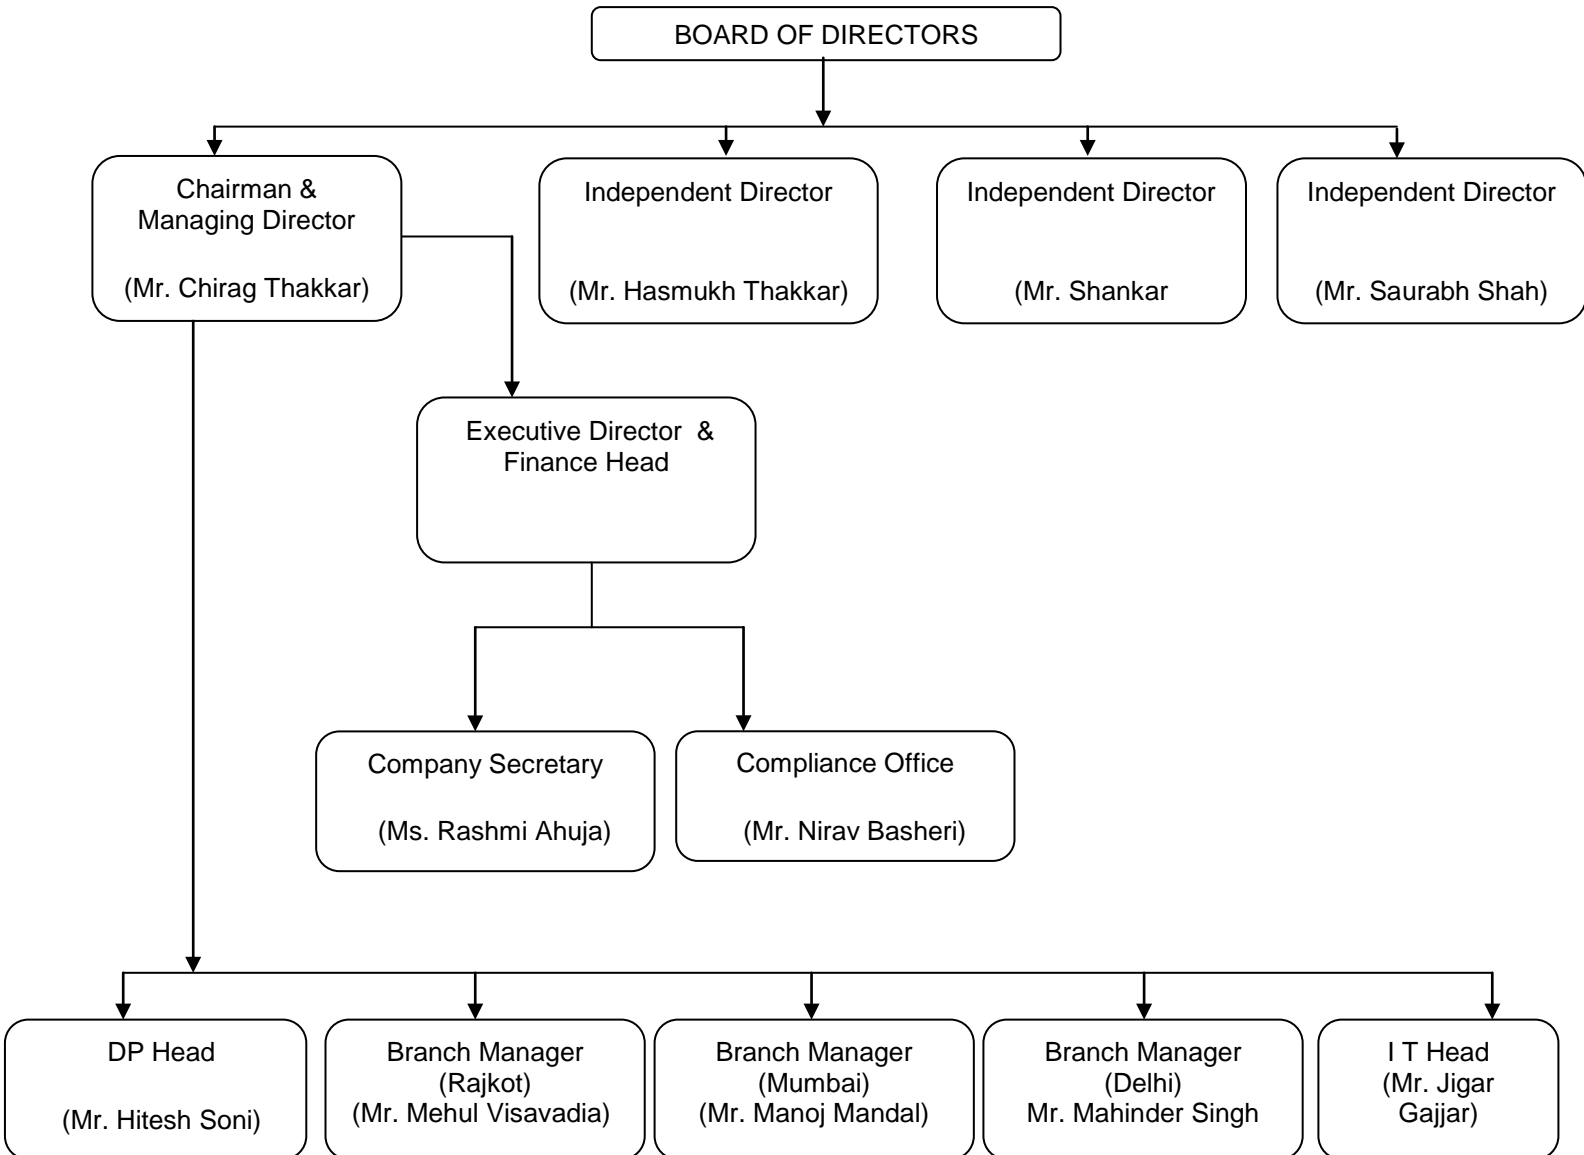 BOARD OF DIRECTORS
Chairman &
Managing Director
(Mr. Chirag Thakkar)
Independent Director
(Mr. Hasmukh Thakkar)
Independent Director
(Mr. Shankar
Independent Director
(Mr. Saurabh Shah)
Executive Director &
Finance Head
Company Secretary
(Ms. Rashmi Ahuja)
Compliance Office
(Mr. Nirav Basheri)
DP Head
(Mr. Hitesh Soni)
Branch Manager
(Rajkot)
(Mr. Mehul Visavadia)
Branch Manager
(Mumbai)
(Mr. Manoj Mandal)
Branch Manager
(Delhi)
Mr. Mahinder Singh
I T Head
(Mr. Jigar
Gajjar)